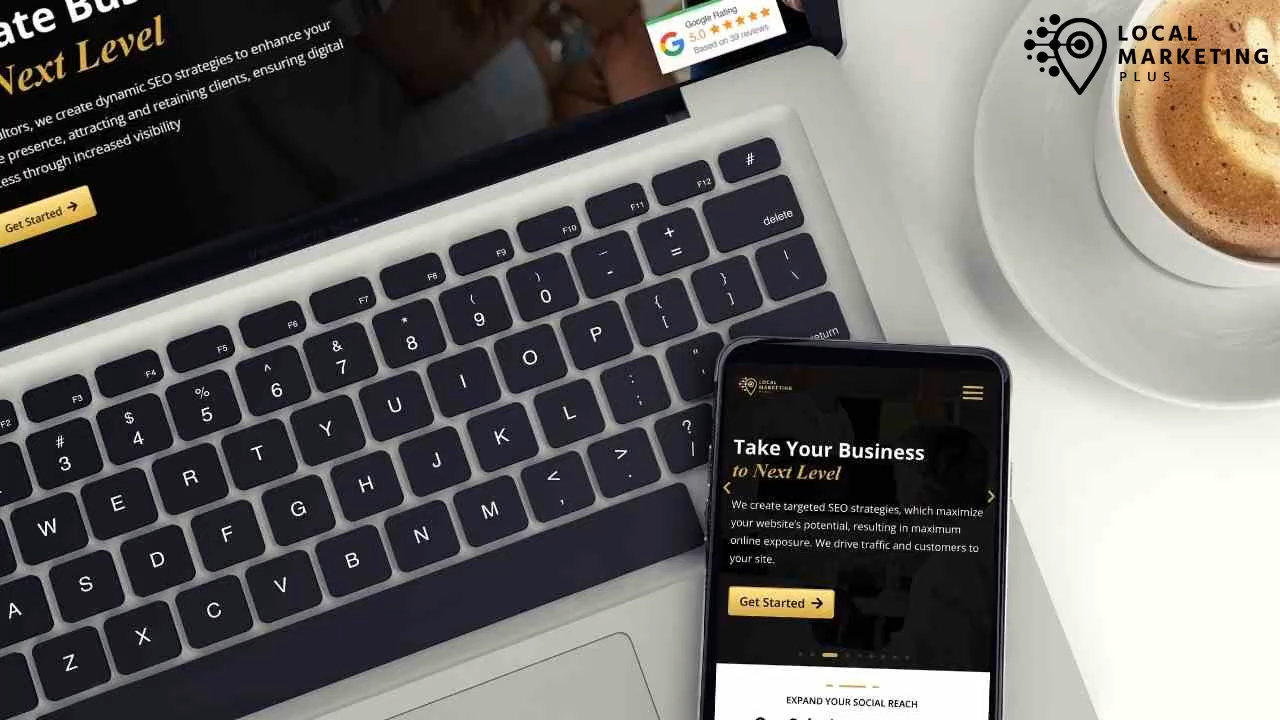 Next Level
altors, we create dynamic SEO strategies to enhance your
e presence, attracting and retaining clients, ensuring digital
ess through increased visibility
Get Started →
Google Rating
5.0
Based on 39 reviews
LOCAL
MARKETING
PLUS
# 
F12
F11
F10
F9
F8
F7
F6
F5
F4
F3
F2
delete
+ =
_ -
) 0
( 9
* 8
& 7
^ 6
% 5
$ 4
# 3
| \
} ]
{ [
P
O
I
U
Y
T
R
E
W
return
" '
: ;
L
K
J
H
G
F
D
S
A
? /
> .
< ,
M
N
B
V
C
X
Z
LOCAL
MARKETING
Take Your Business
to Next Level
We create targeted SEO strategies, which maximize
your website's potential, resulting in maximum
online exposure. We drive traffic and customers to
your site.
Get Started →
EXPAND YOUR SOCIAL REACH